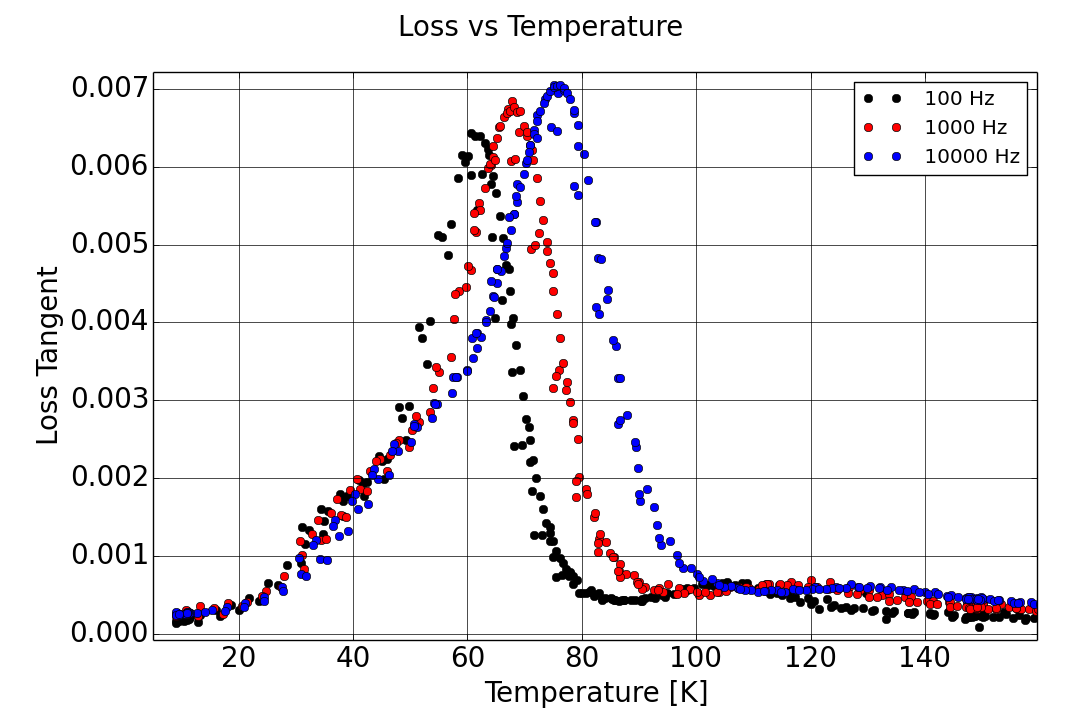 Loss vs Temperature
0.007
0.006
0.005
0.004
0.003
0.002
0.001
0.000
Loss Tangent
100 Hz
1000 Hz
10000 Hz
20 40 60 80 100 120 140
Temperature [K]